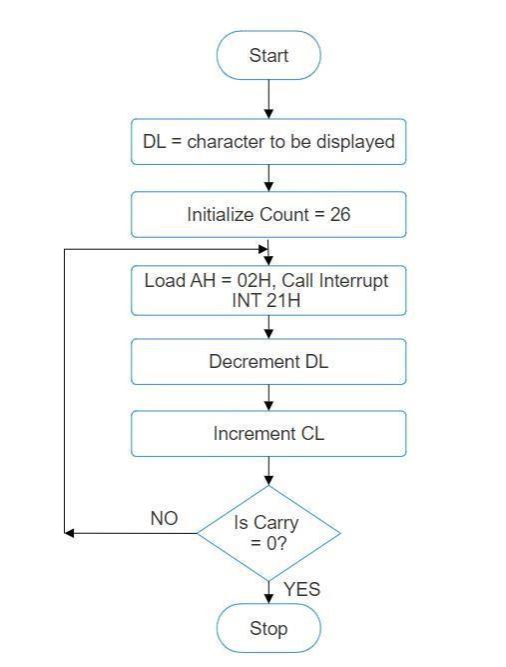 Start
DL = character to be displayed
Initialize Count = 26
Load AH = 02H, Call Interrupt
INT 21H
Decrement DL
Increment CL
Is Carry
= 0?
NO
YES
Stop